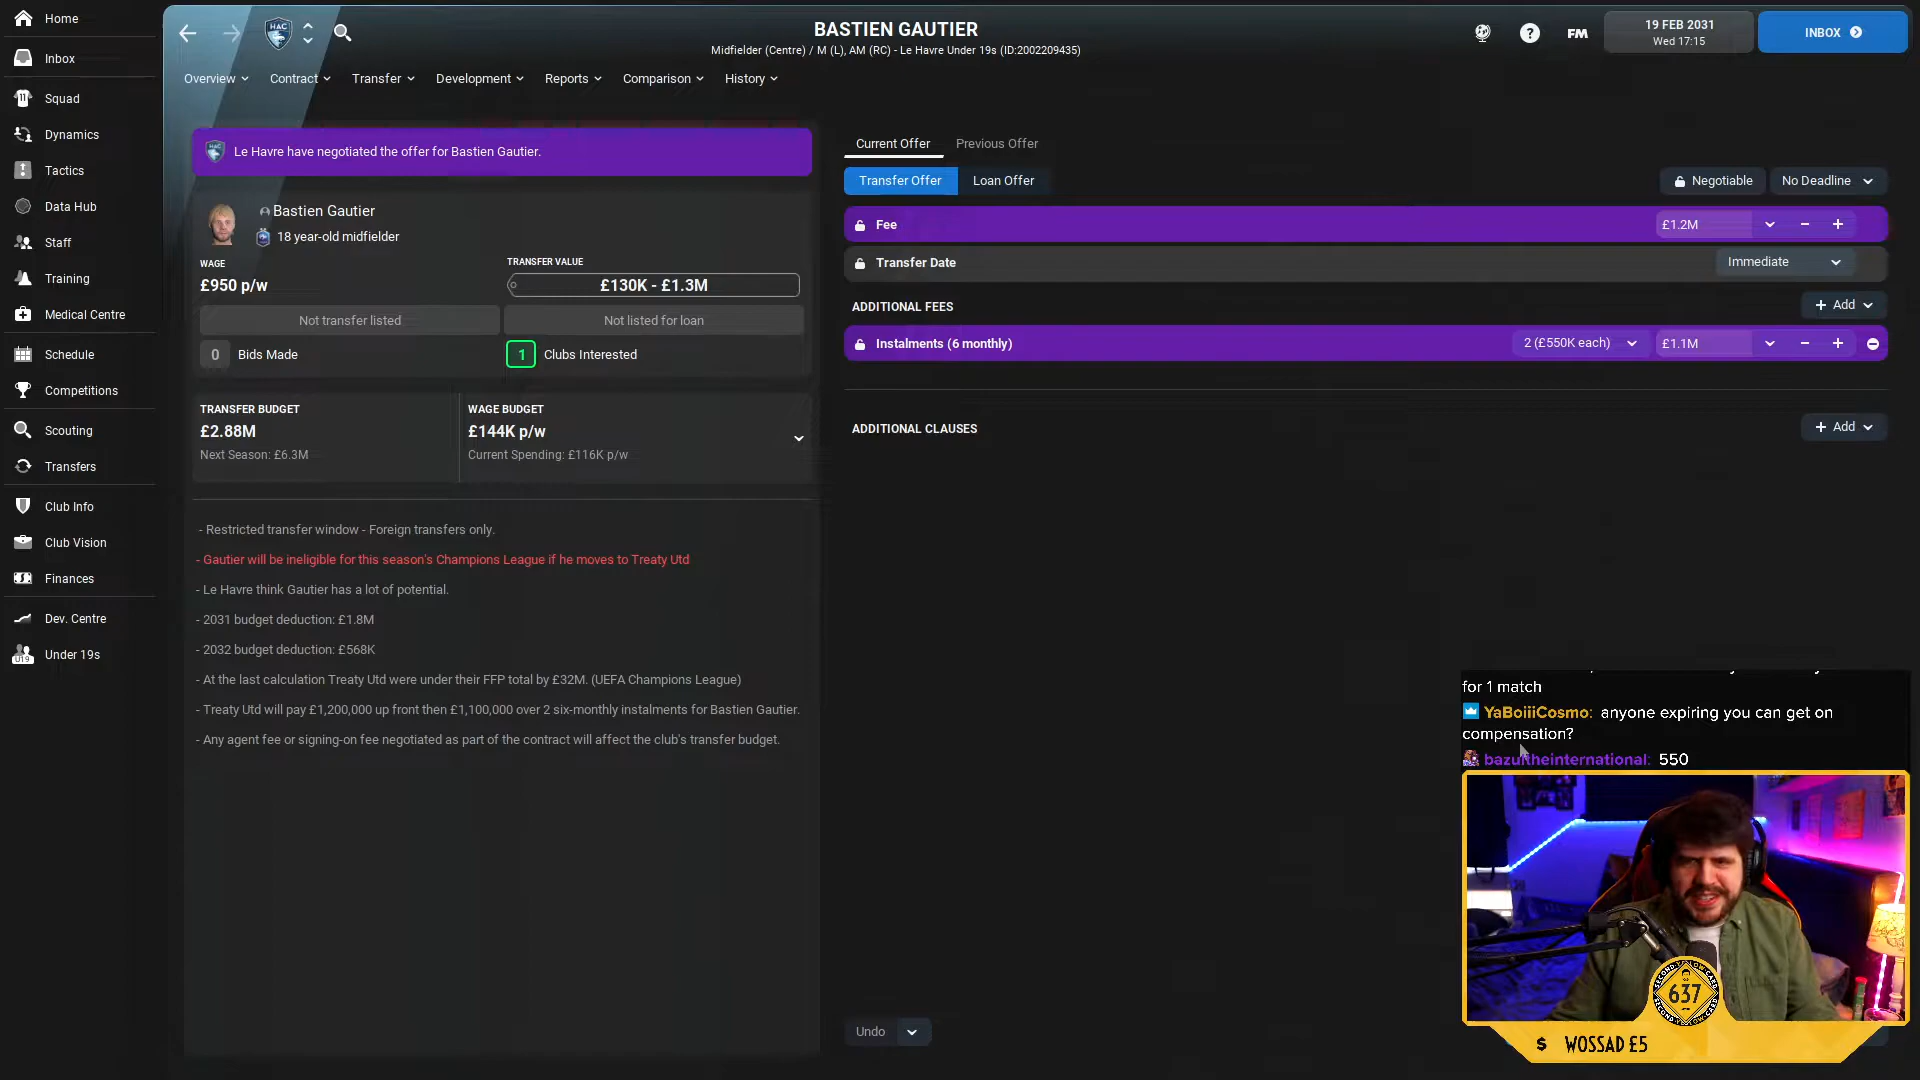 Home
Inbox
Squad
Dynamics
Tactics
Data Hub
Staff
Training
Medical Centre
Schedule
Competitions
Scouting
Transfers
Club Info
Club Vision
Finances
Dev. Centre
Under 19s
BASTIEN GAUTIER
Midfielder (Centre) / M (L), AM (RC) - Le Havre Under 19s (ID:2002209435)
FM
19 FEB 2031
Wed 17:15
INBOX
Overview
Contract
Transfer
Development
Reports
Comparison
History
Le Havre have negotiated the offer for Bastien Gautier.
Bastien Gautier
18 year-old midfielder
WAGE
£950 p/w
TRANSFER VALUE
£130K - £1.3M
Not transfer listed
Not listed for loan
0 Bids Made
1 Clubs Interested
TRANSFER BUDGET
£2.88M
Next Season: £6.3M
WAGE BUDGET
£144K p/w
Current Spending: £116K p/w
- Restricted transfer window - Foreign transfers only.
- Gautier will be ineligible for this season's Champions League if he moves to Treaty Utd
- Le Havre think Gautier has a lot of potential.
- 2031 budget deduction: £1.8M
- 2032 budget deduction: £568K
- At the last calculation Treaty Utd were under their FFP total by £32M. (UEFA Champions League)
- Treaty Utd will pay £1,200,000 up front then £1,100,000 over 2 six-monthly instalments for Bastien Gautier.
- Any agent fee or signing-on fee negotiated as part of the contract will affect the club's transfer budget.
Current Offer
Previous Offer
Transfer Offer
Loan Offer
Negotiable
No Deadline
Fee
£1.2M
Transfer Date
Immediate
ADDITIONAL FEES
+ Add
Instalments (6 monthly)
2 (£550K each)
£1.1M
ADDITIONAL CLAUSES
+ Add
Undo
for 1 match
YaBoiiiCosmo: anyone expiring you can get on
compensation?
550
SECOND YELLOW CARD
637
$ WOSSAD £5